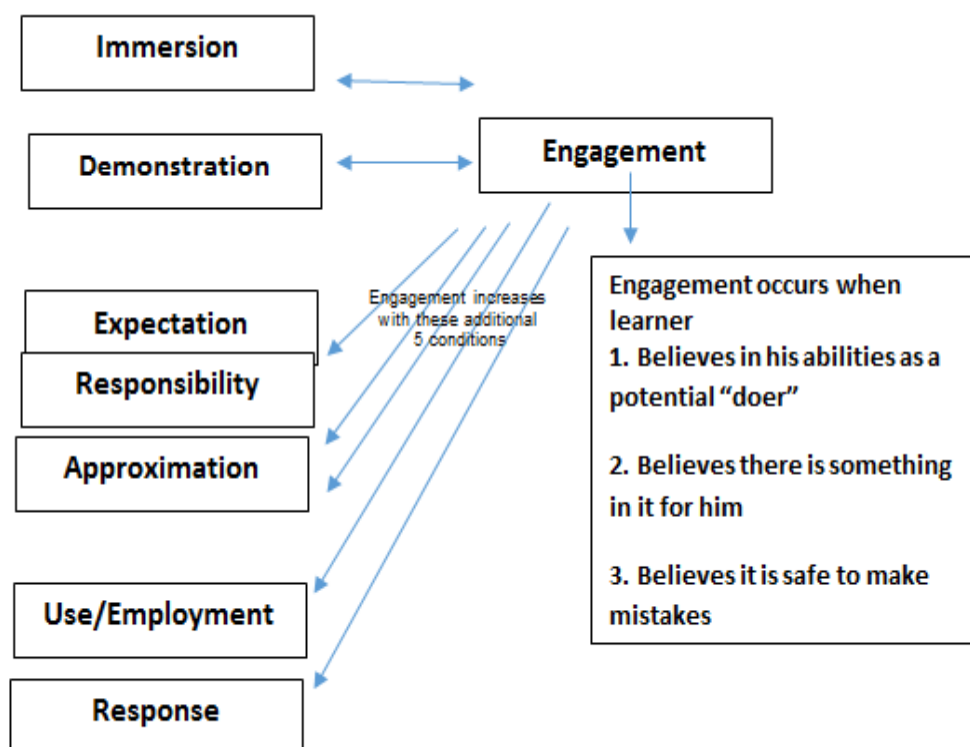 Immersion
Demonstration
Engagement
Expectation
Responsibility
Approximation
Use/Employment
Response
Engagement increases
with these additional
5 conditions
Engagement occurs when
learner
1. Believes in his abilities as a
potential “doer”
2. Believes there is something
in it for him
3. Believes it is safe to make
mistakes